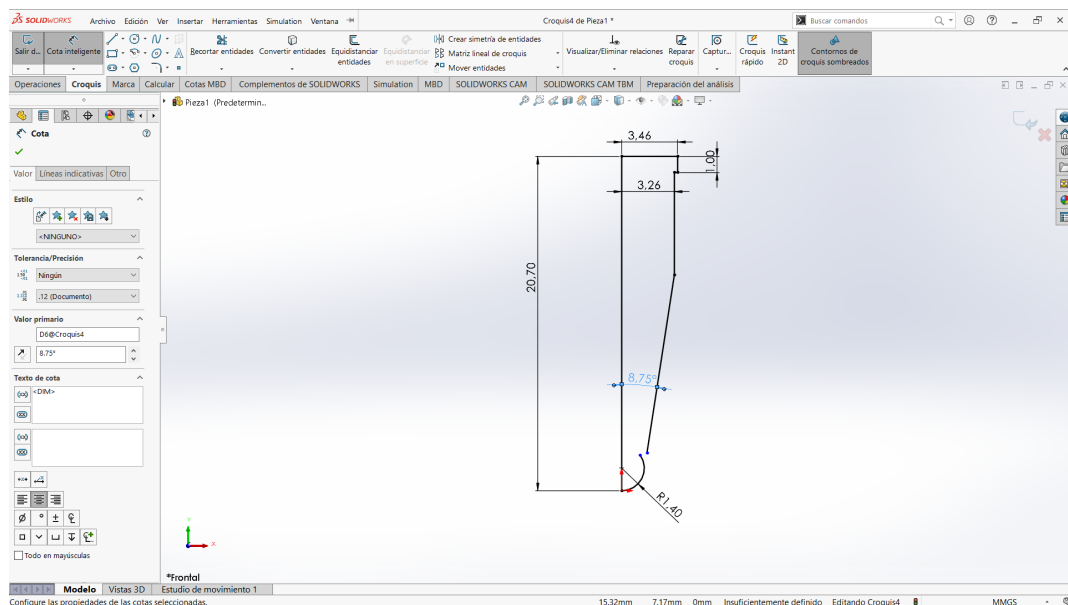 SOLIDWORKS Archivo Edición Ver Insertar Herramientas Simulation Ventana Croquis4 de Pieza1 * Buscar comandos
Salir d... Cota inteligente Recortar entidades Convertir entidades Equidistanciar entidades Equidistanciar en superficie Crear simetría de entidades
Matriz lineal de croquis
Mover entidades
Visualizar/Eliminar relaciones Reparar croquis Captur... Croquis rápido Instant 2D Contornos de croquis sombreados
Operaciones Croquis Marca Calcular Cotas MBD Complementos de SOLIDWORKS Simulation MBD SOLIDWORKS CAM SOLIDWORKS CAM TBM Preparación del análisis
Pieza1 (Predetermin...
Cota
Valor Líneas indicativas Otro
Estilo
<NINGUNO>
Tolerancia/Precisión
Ningún
.12 (Documento)
Valor primario
D6@Croquis4
8.75°
Texto de cota
<DIM>
Todo en mayúsculas
3,46
1,00
3,26
20,70
8,75°
R1,40
Y
X
*Frontal
Modelo Vistas 3D Estudio de movimiento 1
Configure las propiedades de las cotas seleccionadas. 15.32mm 7.17mm 0mm Insuficientemente definido Editando Croquis4 MMGS